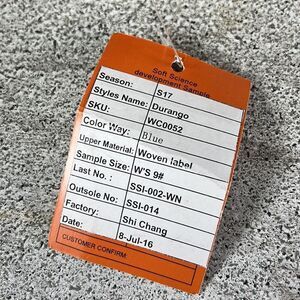 Soft Science
development Sample
Season: S17
Styles Name: Durango
SKU: WC0052
Color Way: Blue
Upper Material: Woven label
Sample Size: W'S 9#
Last No. : SSI-002-WN
Outsole No: SSI-014
Factory: Shi Chang
Date: 8-Jul-16
CUSTOMER CONFIRM